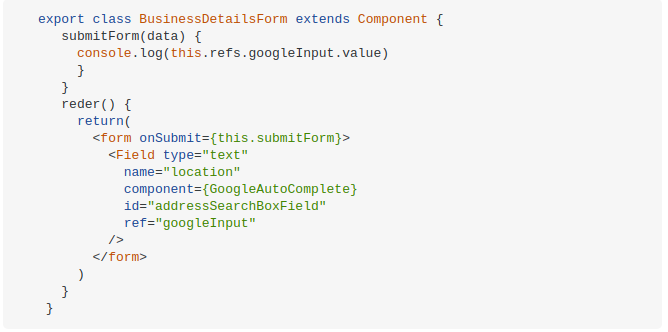 export class BusinessDetailsForm extends Component {
submitForm(data) {
console.log(this.refs.googleInput.value)
}
}
reder() {
return(
<form onSubmit={this.submitForm}>
<Field type="text"
name="location"
component={GoogleAutoComplete}
id="addressSearchBoxField"
ref="googleInput"
/>
</form>
)
}
}